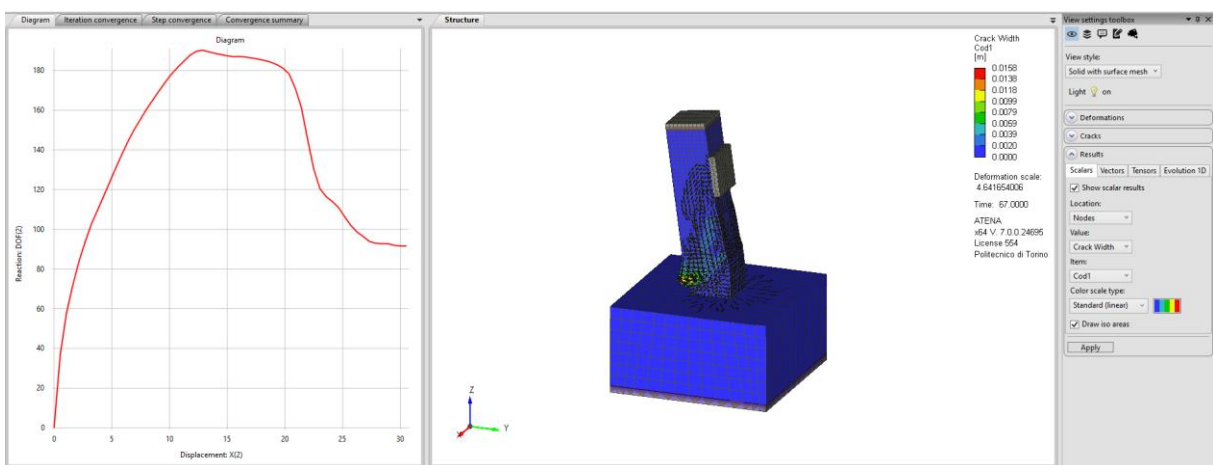 Diagram
Iteration convergence
Step convergence
Convergence summary
Diagram
Reaction: DOF(2)
180
160
140
120
100
80
60
40
20
0
0 5 10 15 20 25 30
Displacement: X(2)
Structure
Crack Width
Cod1
[m]
0.0158
0.0138
0.0118
0.0099
0.0079
0.0059
0.0039
0.0020
0.0000
Deformation scale:
4.641654006
Time: 67.0000
ATENA
x64 V. 7.0.0.24695
License 554
Politecnico di Torino
Z
X
Y
View settings toolbox
View style:
Solid with surface mesh
Light on
Deformations
Cracks
Results
Scalars Vectors Tensors Evolution 1D
Show scalar results
Location:
Nodes
Value:
Crack Width
Item:
Cod1
Color scale type:
Standard (linear)
Draw iso areas
Apply